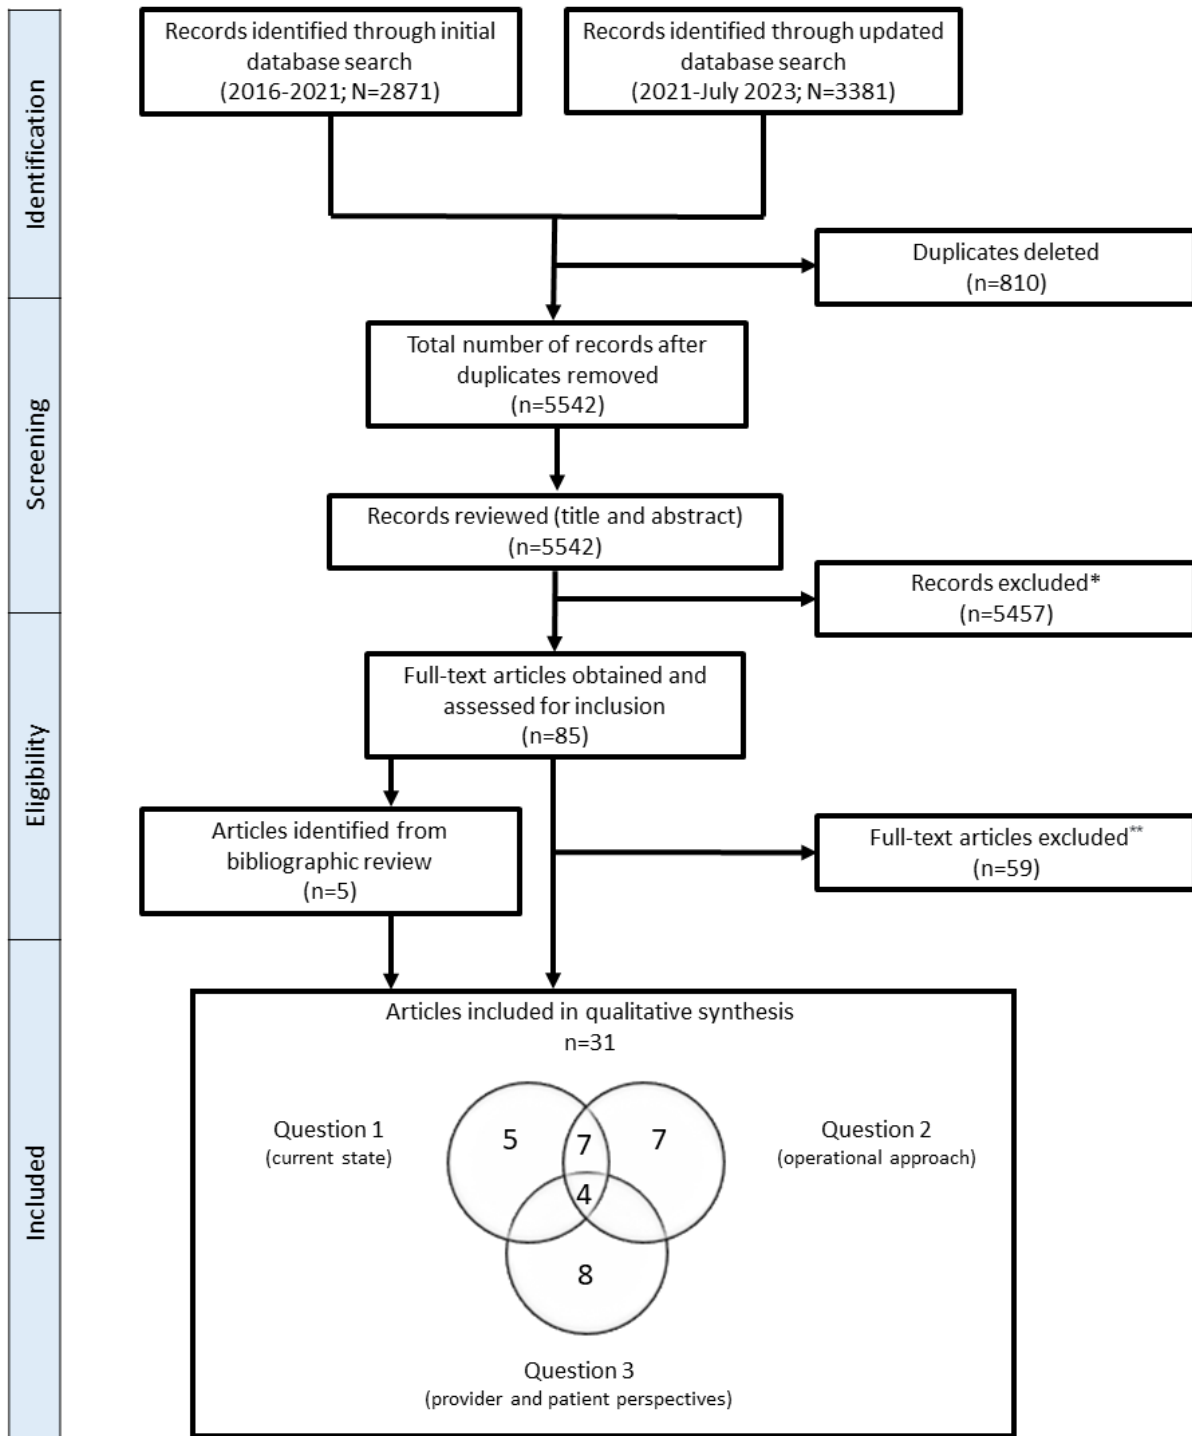 Identification
Records identified through initial
database search
(2016-2021; N=2871)
Records identified through updated
database search
(2021-July 2023; N=3381)
Duplicates deleted
(n=810)
Screening
Total number of records after
duplicates removed
(n=5542)
Records reviewed (title and abstract)
(n=5542)
Records excluded*
(n=5457)
Eligibility
Full-text articles obtained and
assessed for inclusion
(n=85)
Articles identified from
bibliographic review
(n=5)
Full-text articles excluded**
(n=59)
Included
Articles included in qualitative synthesis
n=31
Question 1
(current state)
5
7
7
4
8
Question 2
(operational approach)
Question 3
(provider and patient perspectives)